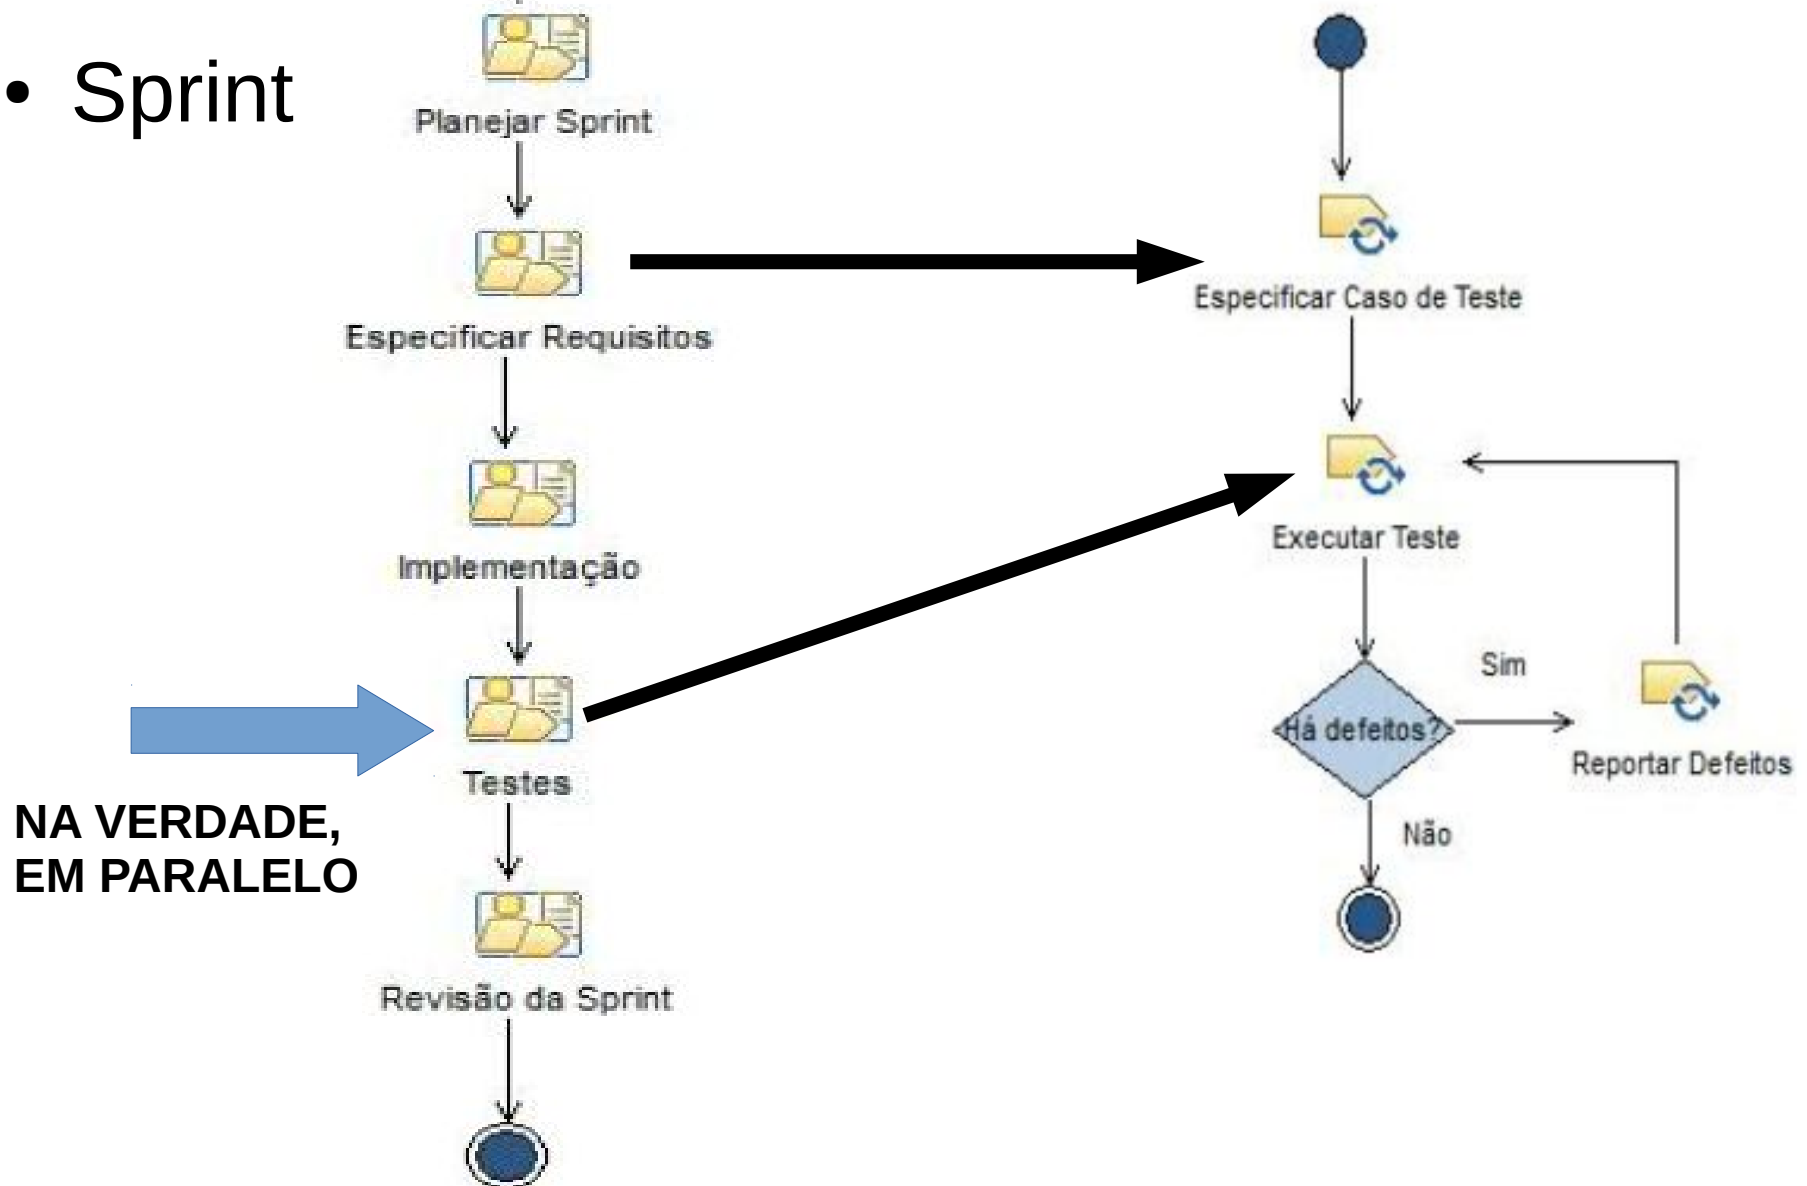 • Sprint
Planejar Sprint
Especificar Requisitos
Implementação
Testes
Revisão da Sprint
NA VERDADE,
EM PARALELO
Especificar Caso de Teste
Executar Teste
Há defeitos?
Sim
Reportar Defeitos
Não